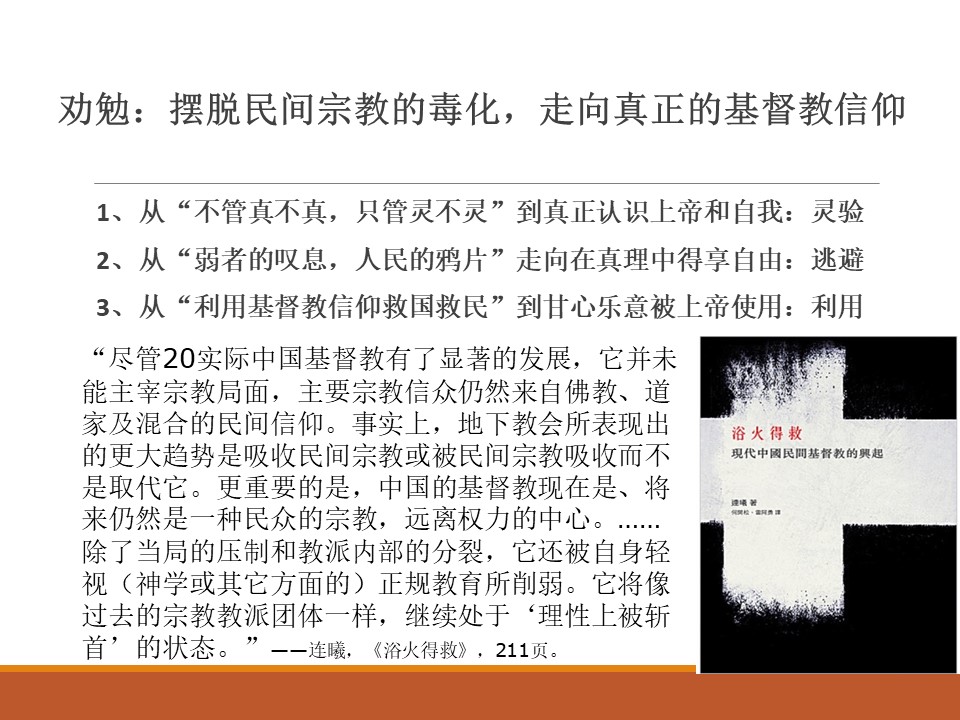 劝勉：摆脱民间宗教的毒化，走向真正的基督教信仰
1、从“不管真不真，只管灵不灵”到真正认识上帝和自我：灵验
2、从“弱者的叹息，人民的鸦片”走向在真理中得享自由：逃避
3、从“利用基督教信仰救国救民”到甘心乐意被上帝使用：利用
“尽管20实际中国基督教有了显著的发展，它并未
能主宰宗教局面，主要宗教信众仍然来自佛教、道
家及混合的民间信仰。事实上，地下教会所表现出
的更大趋势是吸收民间宗教或被民间宗教吸收而不
是取代它。更重要的是，中国的基督教现在是、将
来仍然是一种民众的宗教，远离权力的中心。......
除了当局的压制和教派内部的分裂，它还被自身轻
视（神学或其它方面的）正规教育所削弱。它将像
过去的宗教教派团体一样，继续处于‘理性上被斩
首’的状态。”——连曦，《浴火得救》，211页。
浴火得救
現代中國民間基督教的興起
連曦 著
何開松、雷阿勇 譯